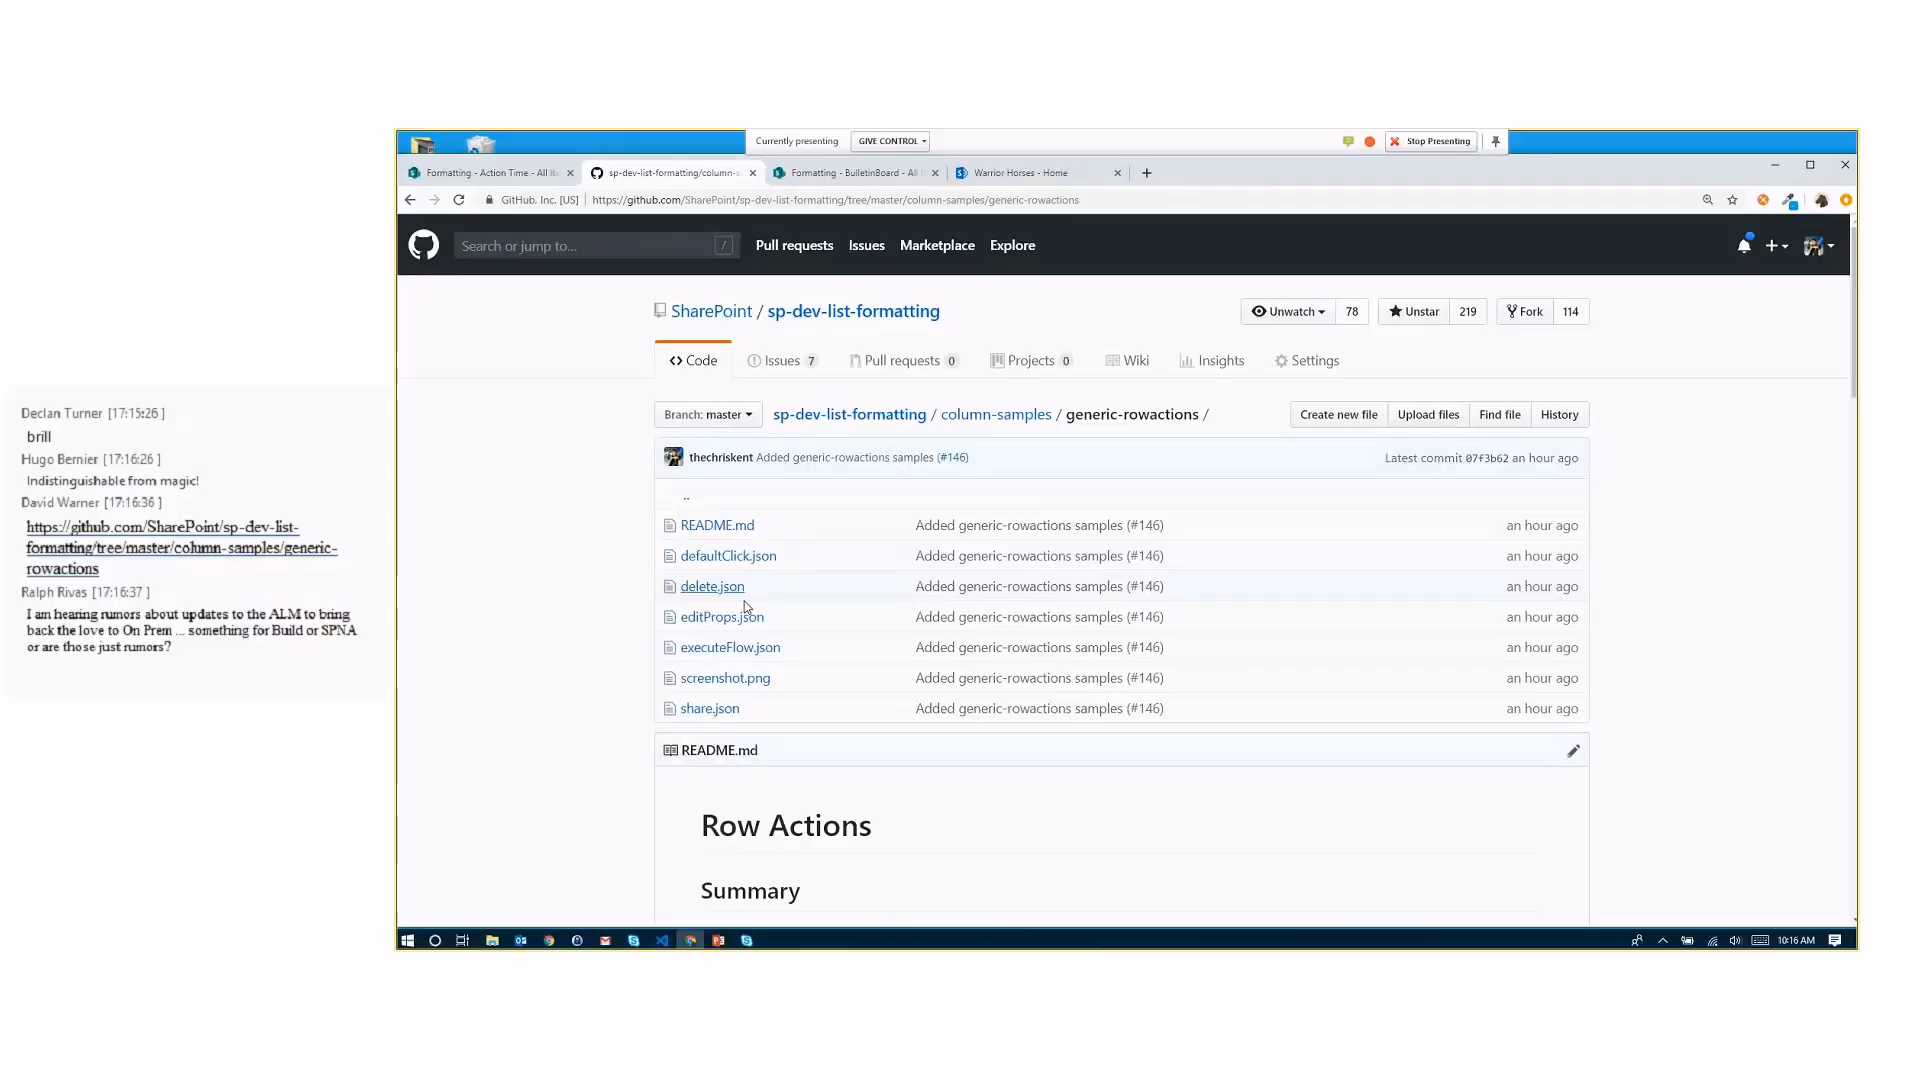 Currently presenting GIVE CONTROL Stop Presenting
Formatting - Action Time - All It sp-dev-list-formatting/column-s Formatting - BulletinBoard - All I Warrior Horses - Home
GitHub, Inc. [US] https://github.com/SharePoint/sp-dev-list-formatting/tree/master/column-samples/generic-rowactions
Search or jump to... / Pull requests Issues Marketplace Explore
SharePoint / sp-dev-list-formatting Unwatch 78 Unstar 219 Fork 114
Code Issues 7 Pull requests 0 Projects 0 Wiki Insights Settings
Branch: master sp-dev-list-formatting / column-samples / generic-rowactions / Create new file Upload files Find file History
thechriskent Added generic-rowactions samples (#146) Latest commit 07f3b62 an hour ago
..
README.md Added generic-rowactions samples (#146) an hour ago
defaultClick.json Added generic-rowactions samples (#146) an hour ago
delete.json Added generic-rowactions samples (#146) an hour ago
editProps.json Added generic-rowactions samples (#146) an hour ago
executeFlow.json Added generic-rowactions samples (#146) an hour ago
screenshot.png Added generic-rowactions samples (#146) an hour ago
share.json Added generic-rowactions samples (#146) an hour ago
README.md
Row Actions
Summary
10:16 AM
Declan Turner [17:15:26 ]
brill
Hugo Bernier [17:16:26 ]
Indistinguishable from magic!
David Warner [17:16:36 ]
https://github.com/SharePoint/sp-dev-list-
formatting/tree/master/column-samples/generic-
rowactions
Ralph Rivas [17:16:37 ]
I am hearing rumors about updates to the ALM to bring
back the love to On Prem ... something for Build or SPNA
or are those just rumors?